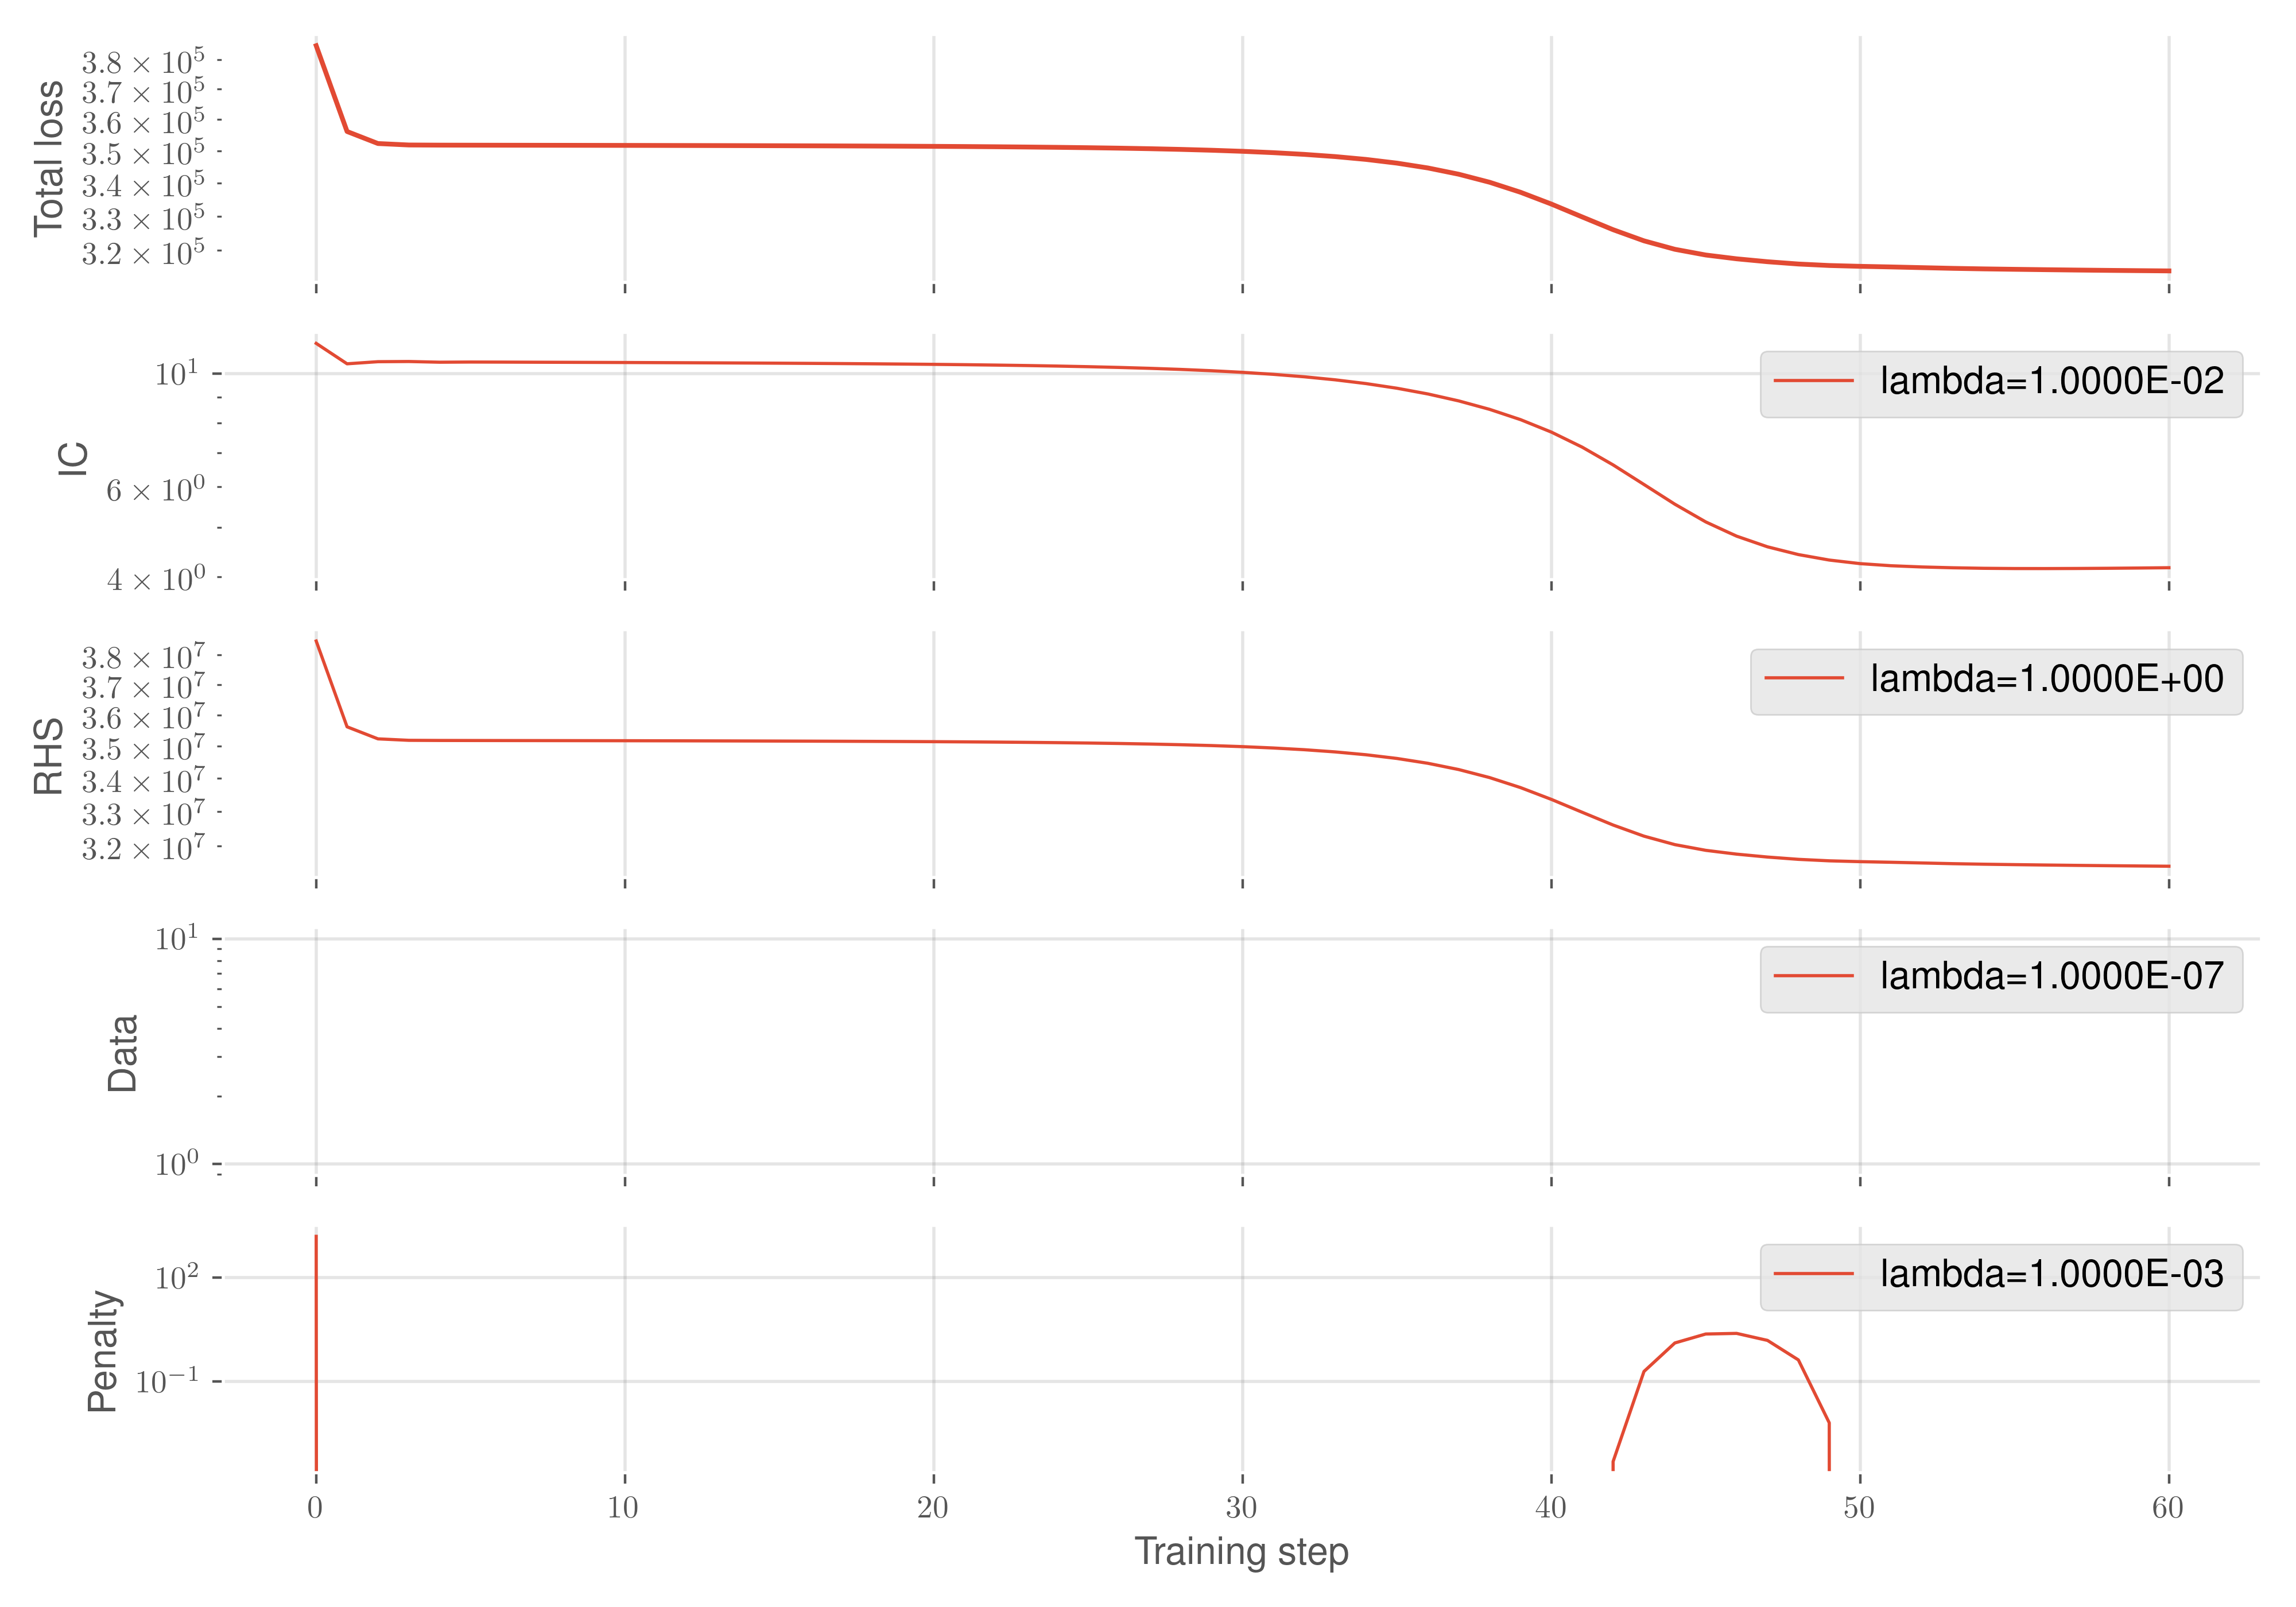 Total loss
3.8 × 10^5
3.7 × 10^5
3.6 × 10^5
3.5 × 10^5
3.4 × 10^5
3.3 × 10^5
3.2 × 10^5
IC
10^1
6 × 10^0
4 × 10^0
lambda=1.0000E-02
RHS
3.8 × 10^7
3.7 × 10^7
3.6 × 10^7
3.5 × 10^7
3.4 × 10^7
3.3 × 10^7
3.2 × 10^7
lambda=1.0000E+00
Data
10^1
10^0
lambda=1.0000E-07
Penalty
10^2
10^−1
lambda=1.0000E-03
0 10 20 30 40 50 60
Training step